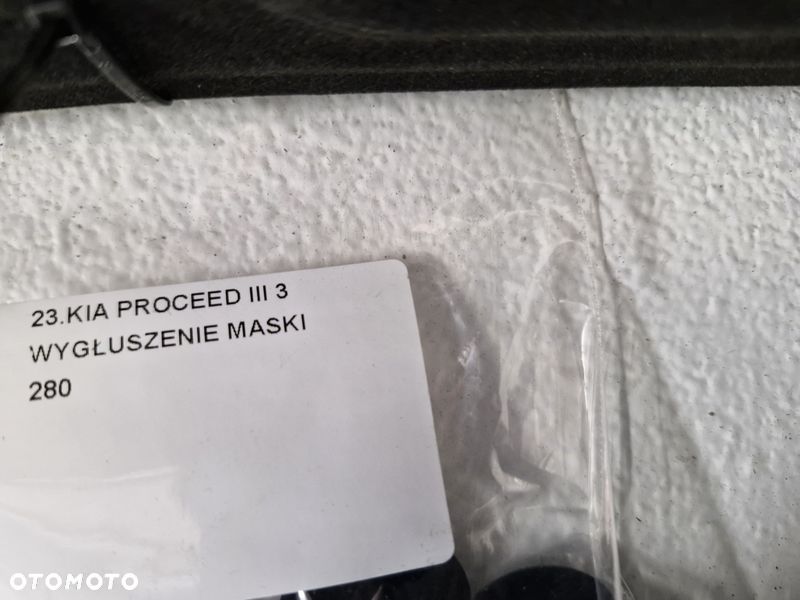 23.KIA PROCEED III 3
WYGŁUSZENIE MASKI
280
OTOMOTO